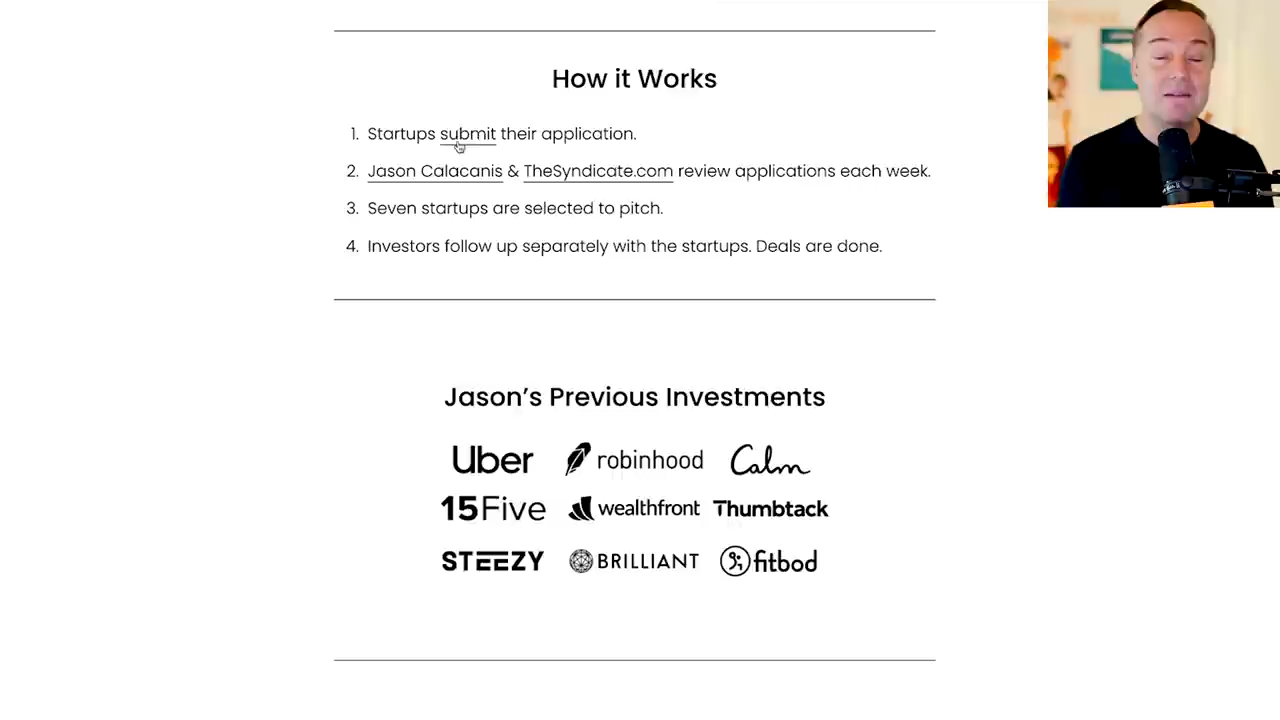 How it Works
1. Startups submit their application.
2. Jason Calacanis & TheSyndicate.com review applications each week.
3. Seven startups are selected to pitch.
4. Investors follow up separately with the startups. Deals are done.
Jason’s Previous Investments
Uber robinhood Calm
15Five wealthfront Thumbtack
STEEZY BRILLIANT fitbod